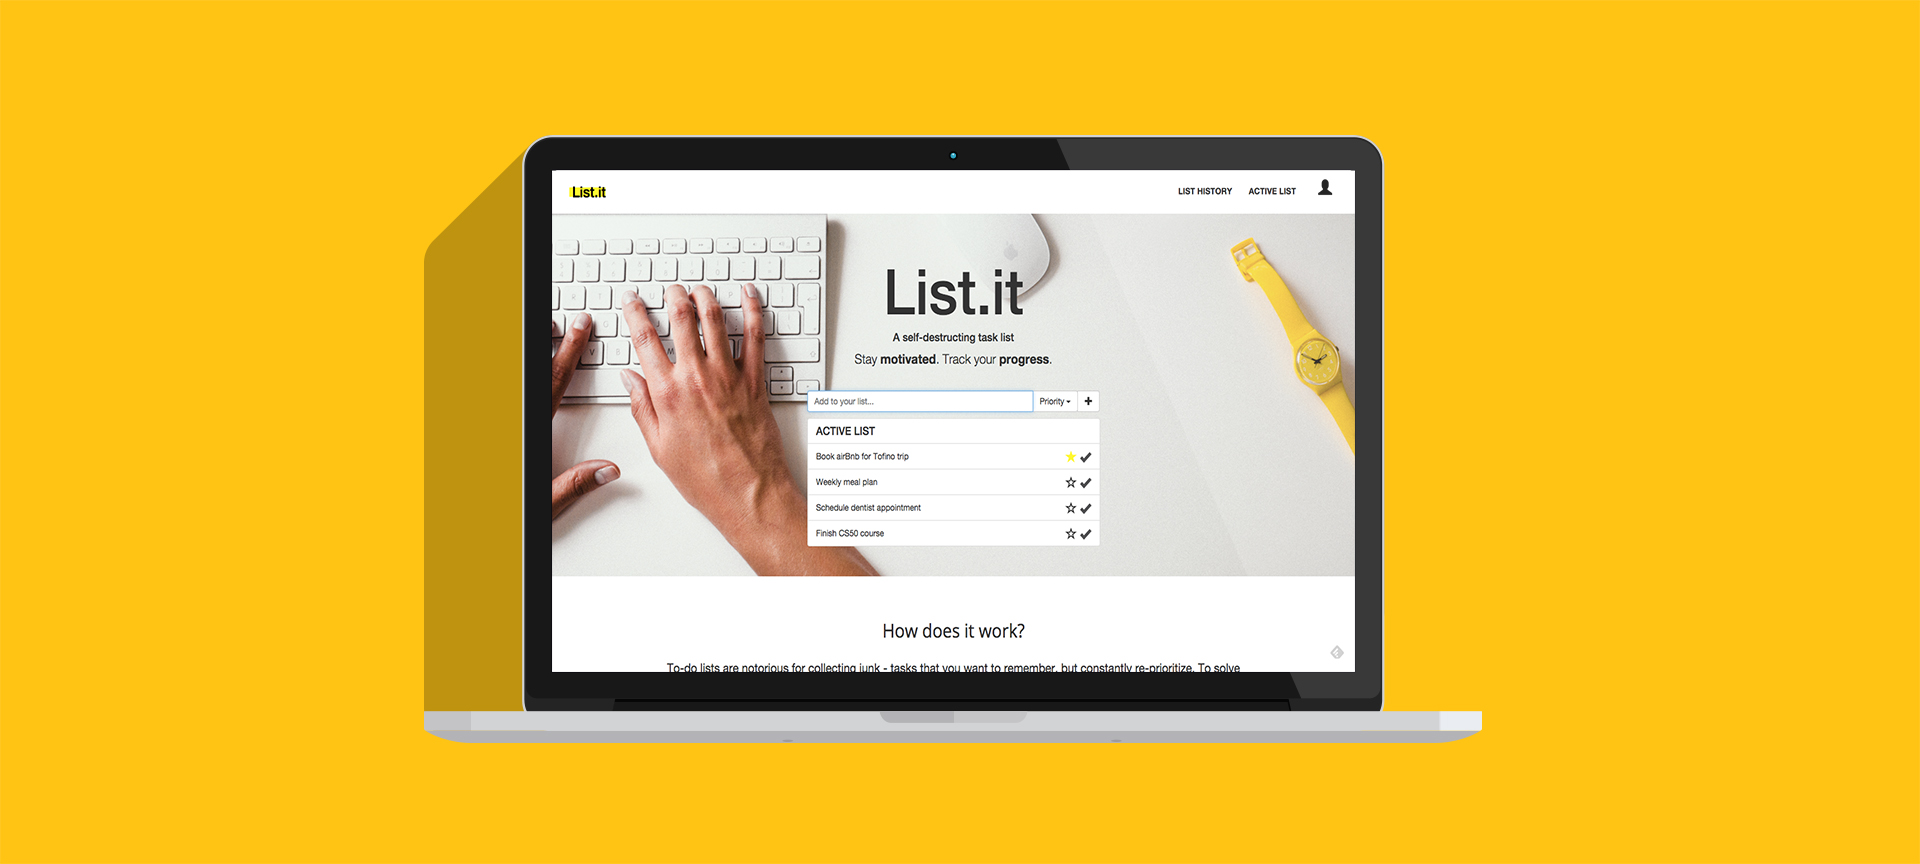 List.it
LIST HISTORY
ACTIVE LIST
List.it
A self-destructing task list
Stay motivated. Track your progress.
Add to your list...
Priority
ACTIVE LIST
Book airBnb for Tofino trip
Weekly meal plan
Schedule dentist appointment
Finish CS50 course
How does it work?
To-do lists are notorious for collecting junk - tasks that you want to remember, but constantly re-prioritize. To solve